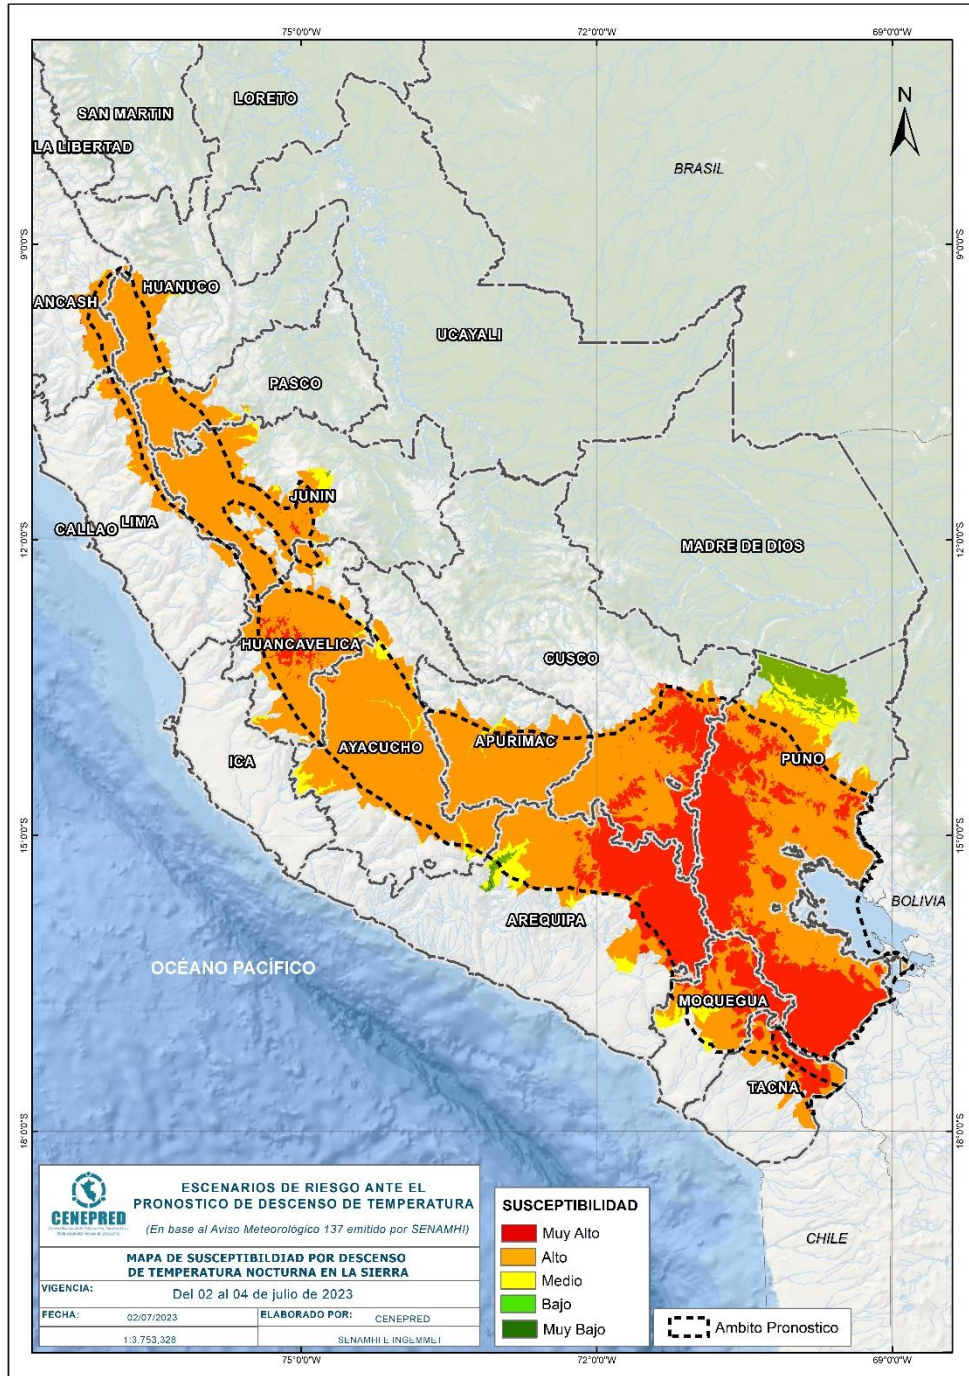 75°0'0"W 72°0'0"W 69°0'0"W
N
LORETO
SAN MARTIN
LA LIBERTAD
BRASIL
9°0'0"S 9°0'0"S
HUANUCO
ANCASH
UCAYALI
PASCO
JUNIN
CALLAO LIMA
12°0'0"S 12°0'0"S
MADRE DE DIOS
HUANCAVELICA
CUSCO
ICA
AYACUCHO
APURIMAC
PUNO
15°0'0"S 15°0'0"S
BOLIVIA
AREQUIPA
OCÉANO PACÍFICO
MOQUEGUA
TACNA
18°0'0"S 18°0'0"S
CHILE
CENEPRED
ESCENARIOS DE RIESGO ANTE EL
PRONOSTICO DE DESCENSO DE TEMPERATURA
(En base al Aviso Meteorológico 137 emitido por SENAMHI)
MAPA DE SUSCEPTIBILDIAD POR DESCENSO
DE TEMPERATURA NOCTURNA EN LA SIERRA
VIGENCIA: Del 02 al 04 de julio de 2023
FECHA: 02/07/2023 ELABORADO POR: CENEPRED
1:3.753,328 SENAMHI E INGEMMET
SUSCEPTIBILIDAD
Muy Alto
Alto
Medio
Bajo
Muy Bajo
Ambito Pronostico
75°0'0"W 72°0'0"W 69°0'0"W